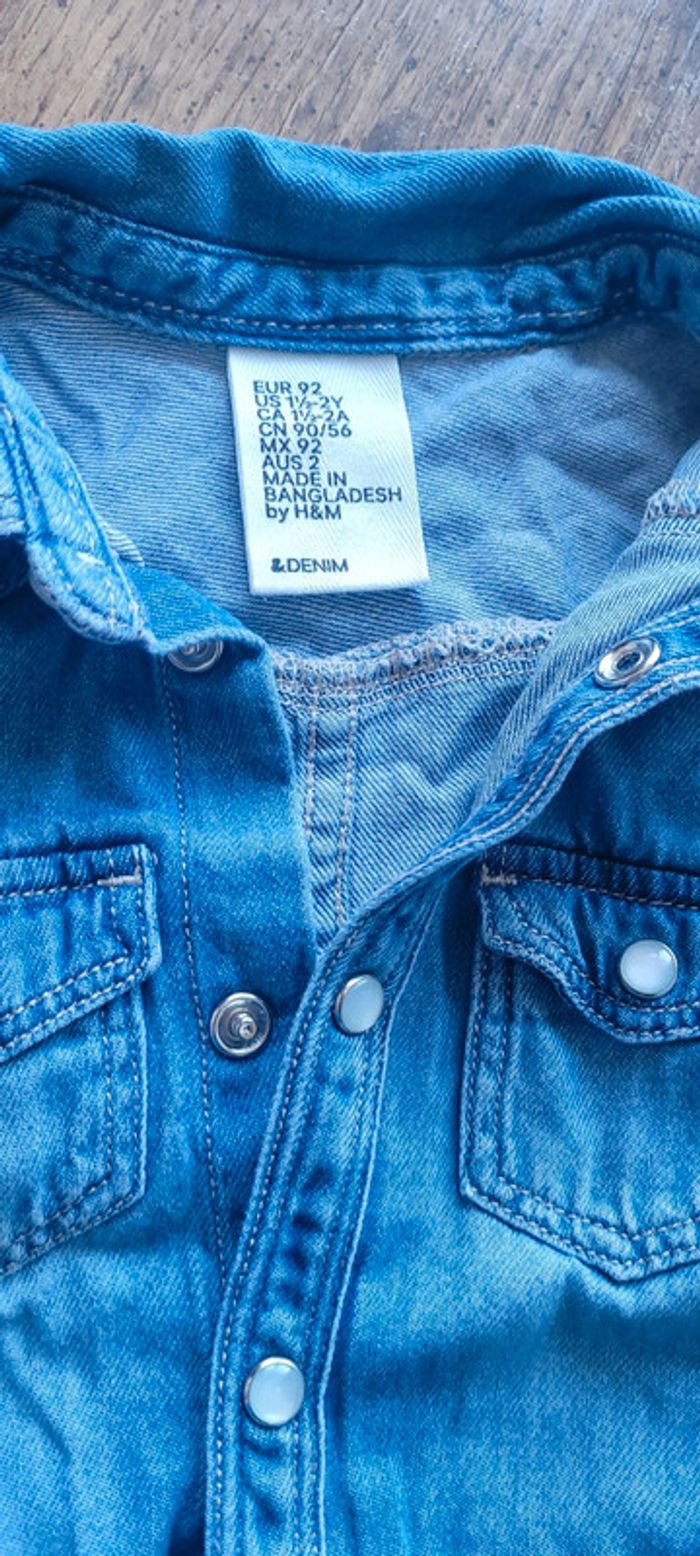 EUR 92
US 1½-2Y
CA 1½-2A
CN 90/56
MX 92
AUS 2
MADE IN
BANGLADESH
by H&M
&DENIM